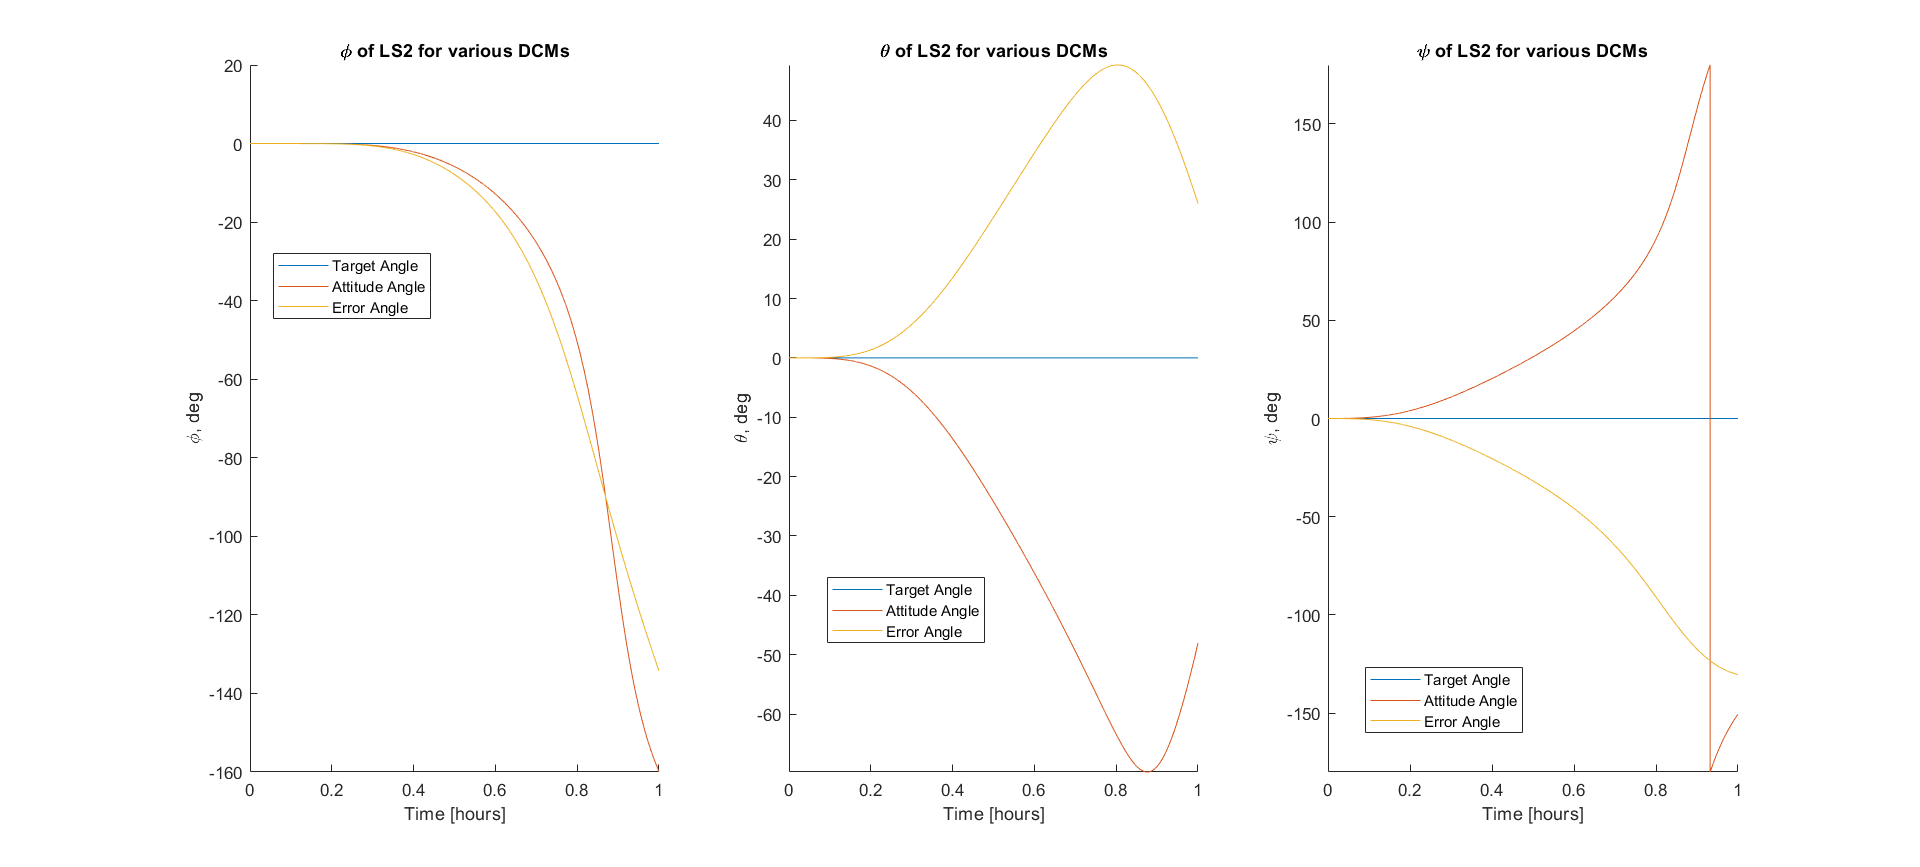 ϕ of LS2 for various DCMs
20
0
-20
-40
-60
-80
-100
-120
-140
-160
ϕ, deg
Target Angle
Attitude Angle
Error Angle
0 0.2 0.4 0.6 0.8 1
Time [hours]
θ of LS2 for various DCMs
40
30
20
10
0
-10
-20
-30
-40
-50
-60
θ, deg
Target Angle
Attitude Angle
Error Angle
0 0.2 0.4 0.6 0.8 1
Time [hours]
ψ of LS2 for various DCMs
150
100
50
0
-50
-100
-150
ψ, deg
Target Angle
Attitude Angle
Error Angle
0 0.2 0.4 0.6 0.8 1
Time [hours]